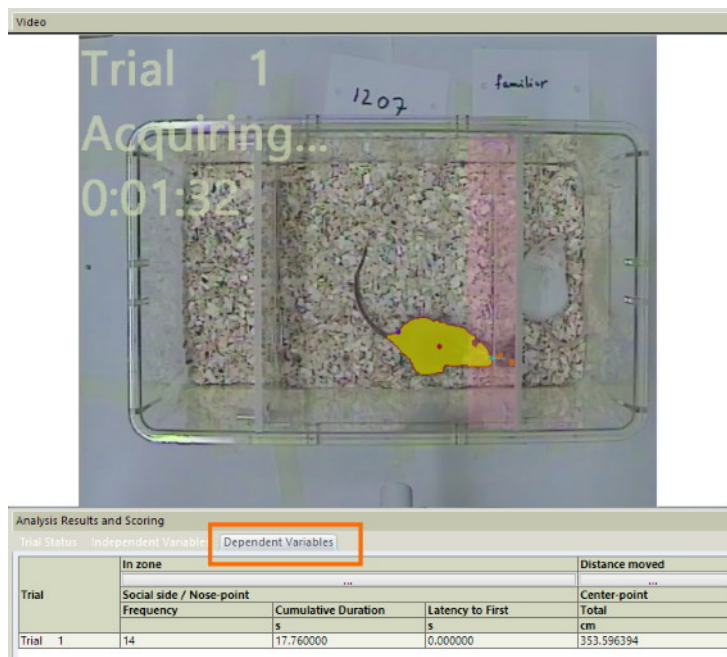 Video
Trial 1
Acquiring...
0:01:32
1207
familiar
Analysis Results and Scoring
Trial Status Independent Variables Dependent Variables
In zone Distance moved
... ...
Trial Social side / Nose-point Center-point
Frequency Cumulative Duration Latency to First Total
s s cm
Trial 1 14 17.760000 0.000000 353.596394